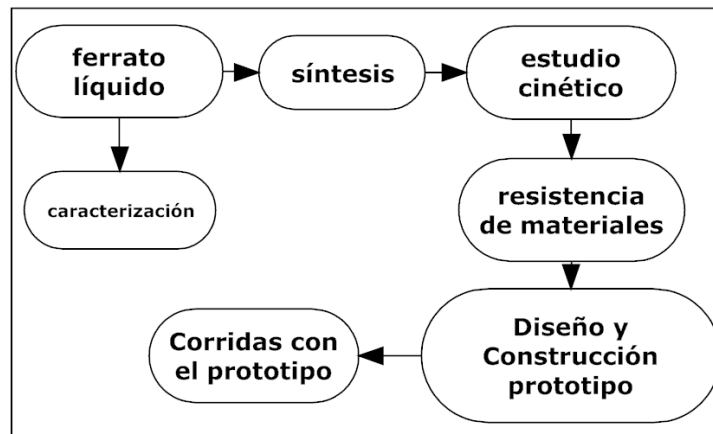 ferrato
líquido
síntesis
estudio
cinético
caracterización
resistencia
de materiales
Diseño y
Construcción
prototipo
Corridas con
el prototipo